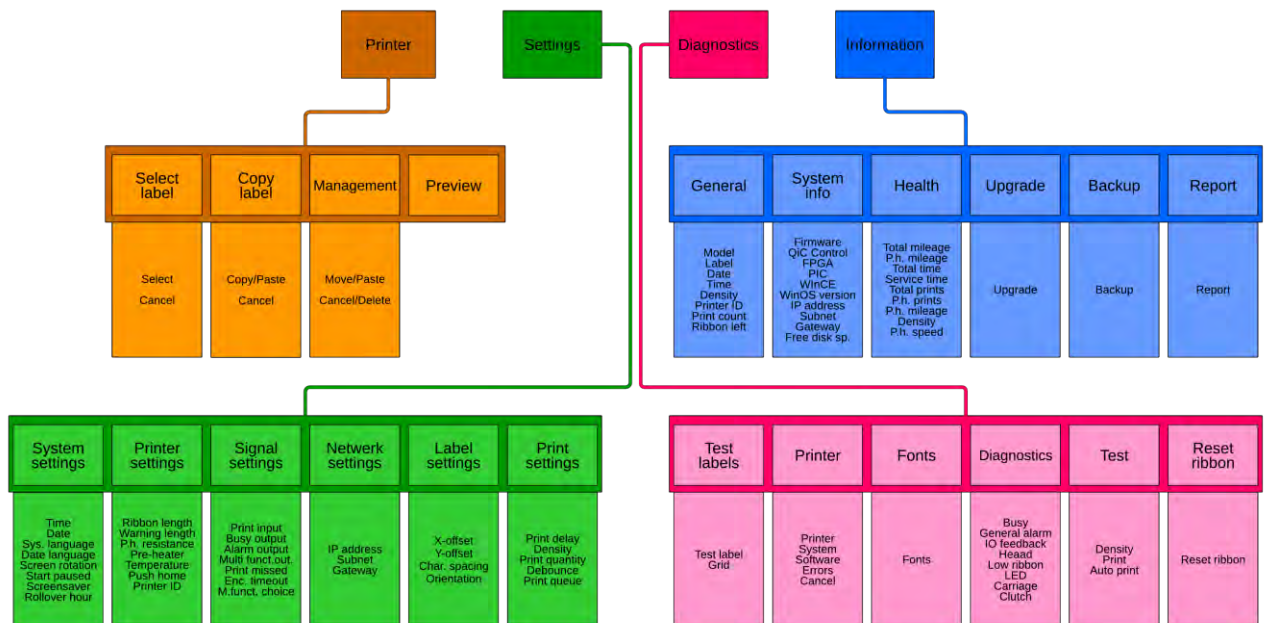 Printer
Settings
Diagnostics
Information
Select
label
Copy
label
Management
Preview
Select
Cancel
Copy/Paste
Cancel
Move/Paste
Cancel/Delete
General
System
info
Health
Upgrade
Backup
Report
Model
Label
Date
Time
Density
Printer ID
Print count
Ribbon left
Firmware
QiC Control
FPGA
PIC
WInCE
WinOS version
IP address
Subnet
Gateway
Free disk sp.
Total mileage
P.h. mileage
Total time
Service time
Total prints
P.h. prints
P.h. mileage
Density
P.h. speed
Upgrade
Backup
Report
System
settings
Printer
settings
Signal
settings
Netwerk
settings
Label
settings
Print
settings
Time
Date
Sys. language
Date language
Screen rotation
Start paused
Screensaver
Rollover hour
Ribbon length
Warning length
P.h. resistance
Pre-heater
Temperature
Push home
Printer ID
Print input
Busy output
Alarm output
Multi funct.out.
Print missed
Enc. timeout
M.funct. choice
IP address
Subnet
Gateway
X-offset
Y-offset
Char. spacing
Orientation
Print delay
Density
Print quantity
Debounce
Print queue
Test
labels
Printer
Fonts
Diagnostics
Test
Reset
ribbon
Test label
Grid
Printer
System
Software
Errors
Cancel
Fonts
Busy
General alarm
IO feedback
Heaad
Low ribbon
LED
Carriage
Clutch
Density
Print
Auto print
Reset ribbon